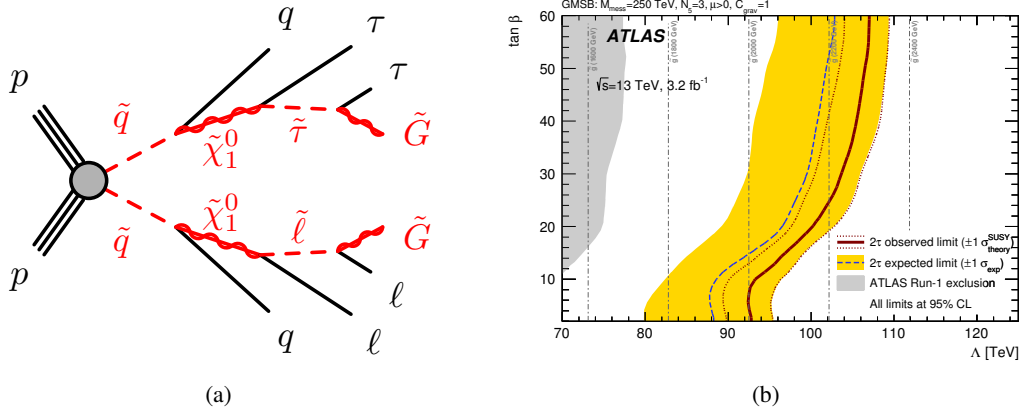 p
p
q̃
q̃
χ̃₁⁰
χ̃₁⁰
q
q
τ̃
ℓ̃
τ
τ
G̃
G̃
ℓ
ℓ
(a)
GMSB: M_mess=250 TeV, N₅=3, μ>0, C_grav=1
tan β
60
50
40
30
20
10
ATLAS
√s=13 TeV, 3.2 fb⁻¹
g̃ (1600 GeV)
g̃ (1800 GeV)
g̃ (2000 GeV)
g̃ (2200 GeV)
g̃ (2400 GeV)
2τ observed limit (±1 σ^SUSY_theory)
2τ expected limit (±1 σ_exp)
ATLAS Run-1 exclusion
All limits at 95% CL
70 80 90 100 110 120
Λ [TeV]
(b)